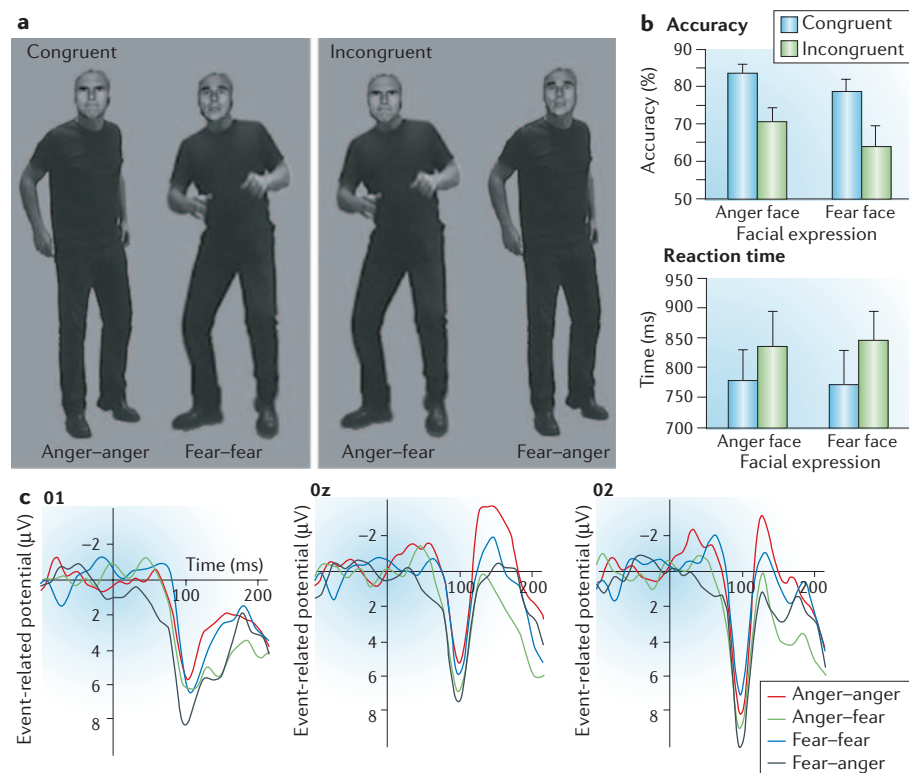 a
Congruent
Incongruent
Anger–anger
Fear–fear
Anger–fear
Fear–anger
b Accuracy
Congruent
Incongruent
Accuracy (%)
90
80
70
60
50
Anger face
Fear face
Facial expression
Reaction time
Time (ms)
950
900
850
800
750
700
Anger face
Fear face
Facial expression
c 01
Event-related potential (µV)
–2
2
4
6
8
Time (ms)
100
200
0z
Event-related potential (µV)
–2
2
4
6
8
100
200
02
Event-related potential (µV)
–2
2
4
6
8
100
200
Anger–anger
Anger–fear
Fear–fear
Fear–anger